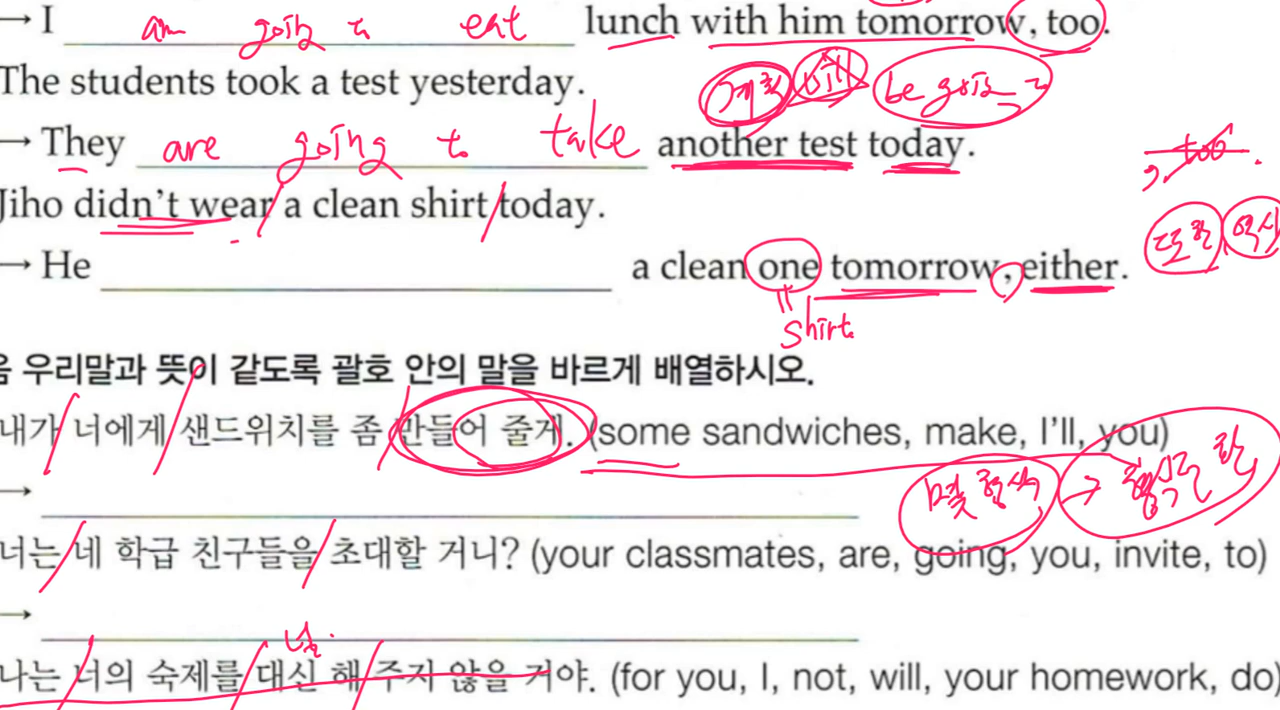 → I am going to eat lunch with him tomorrow, too.
The students took a test yesterday.
계획 미래 be going to
→ They are going to take another test today.
, too.
Jiho didn't wear a clean shirt today.
또한 역시
→ He a clean one tomorrow, either.
shirt.
음 우리말과 뜻이 같도록 괄호 안의 말을 바르게 배열하시오.
내가 너에게 샌드위치를 좀 만들어 줄게. (some sandwiches, make, I'll, you)
→
몇 형식
너는 네 학급 친구들을 초대할 거니? (your classmates, are, going, you, invite, to)
→
나는 너의 숙제를 대신 해 주지 않을 거야. (for you, I, not, will, your homework, do)